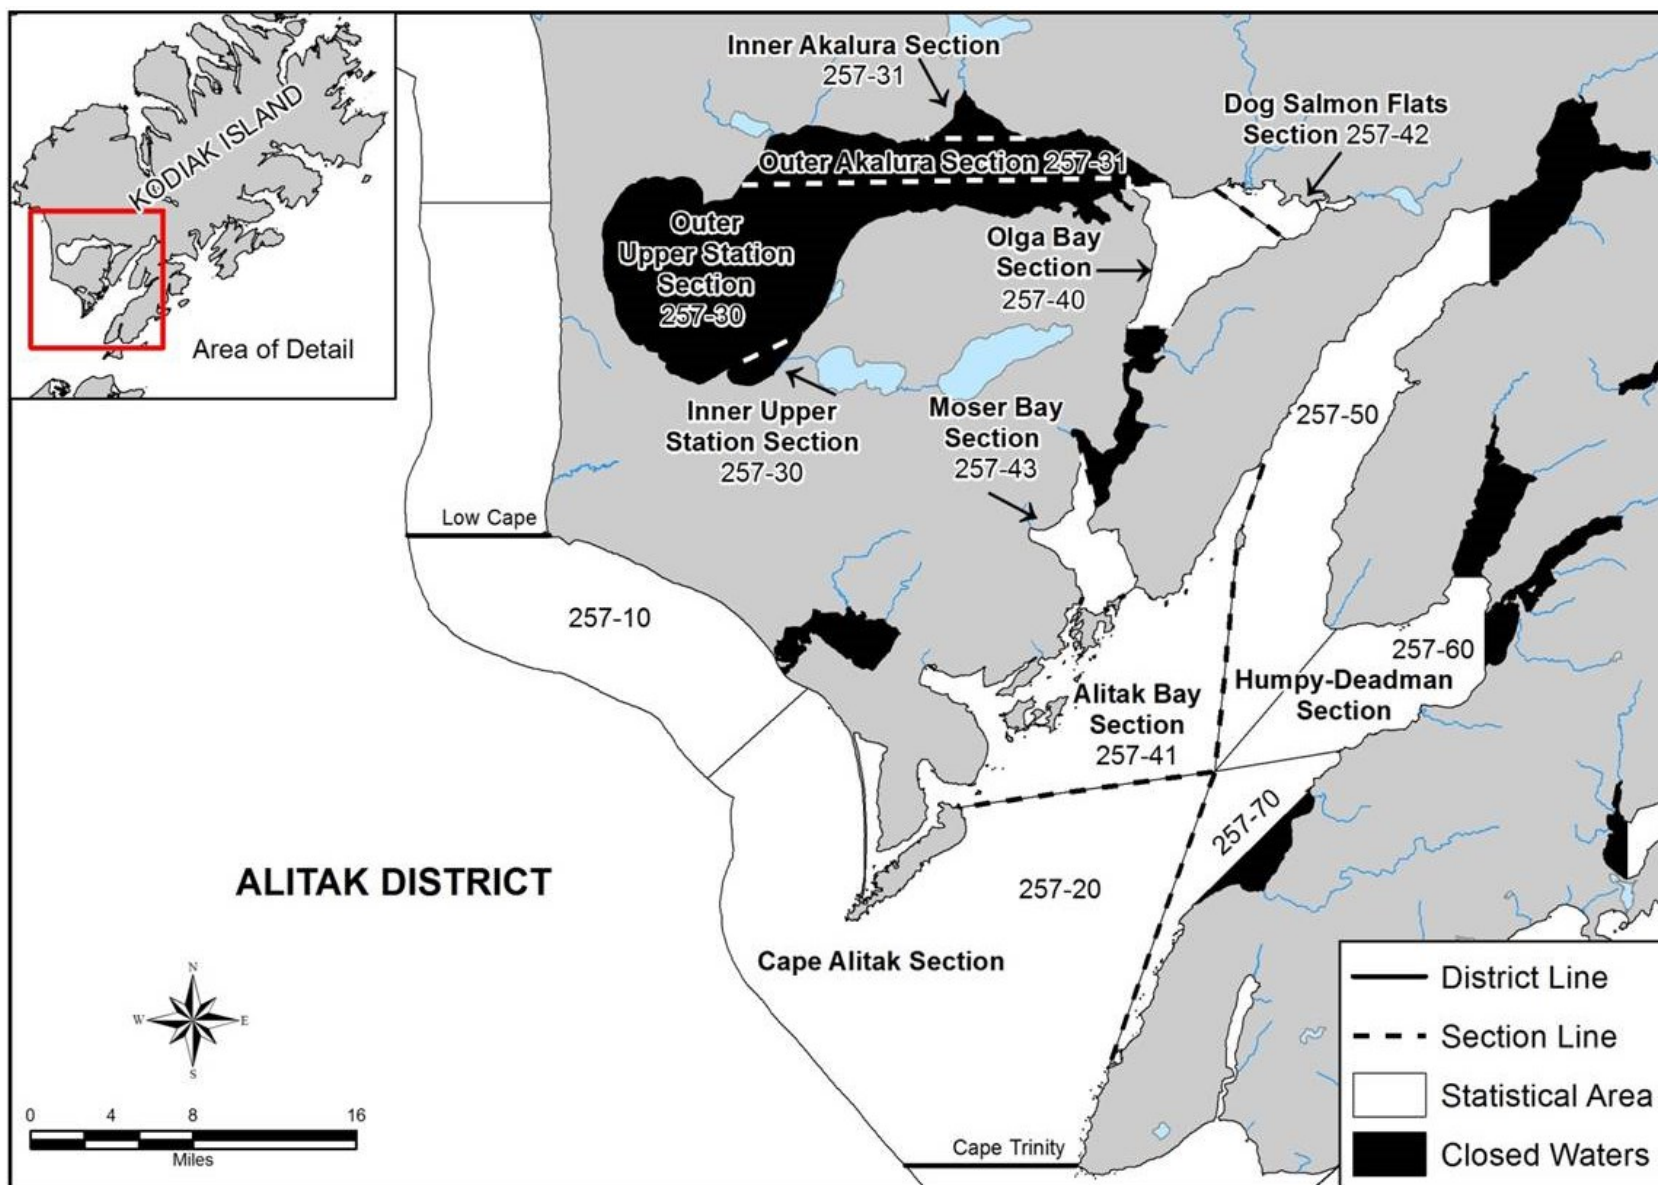 KODIAK ISLAND
Area of Detail
Inner Akalura Section
257-31
Dog Salmon Flats
Section 257-42
Outer Akalura Section 257-31
Outer
Upper Station
Section
257-30
Olga Bay
Section
257-40
Inner Upper
Station Section
257-30
Moser Bay
Section
257-43
257-50
Low Cape
257-10
257-60
Humpy-Deadman
Section
Alitak Bay
Section
257-41
257-70
257-20
ALITAK DISTRICT
Cape Alitak Section
N
W
E
S
0 4 8 16
Miles
Cape Trinity
District Line
Section Line
Statistical Area
Closed Waters